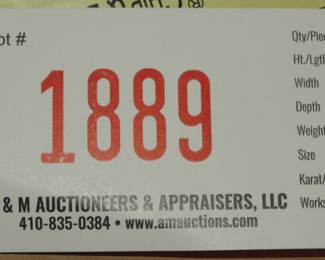 ot #
1889
& M AUCTIONEERS & APPRAISERS, LLC
410-835-0384 • www.amauctions.com
Qty/Pie
Ht./Lgt
Width
Depth
Weight
Size
Karat/
Works